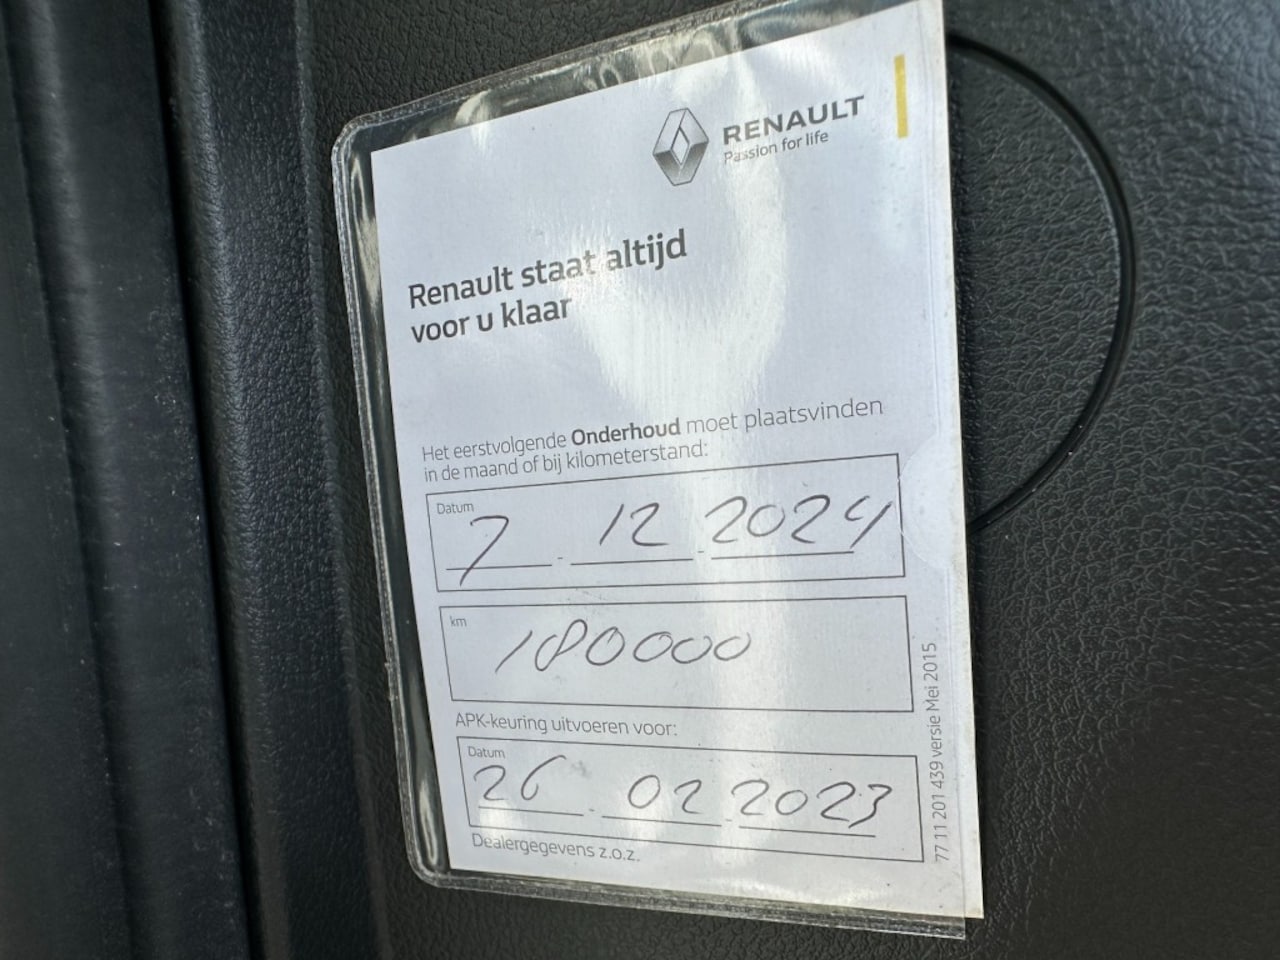 RENAULT
Passion for life
Renault staat altijd
voor u klaar
Het eerstvolgende Onderhoud moet plaatsvinden
in de maand of bij kilometerstand:
Datum
7 - 12 - 2024
km
180000
APK-keuring uitvoeren voor:
Datum
26 - 02 - 2023
Dealergegevens z.o.z.
77 11 201 439 versie Mei 2015